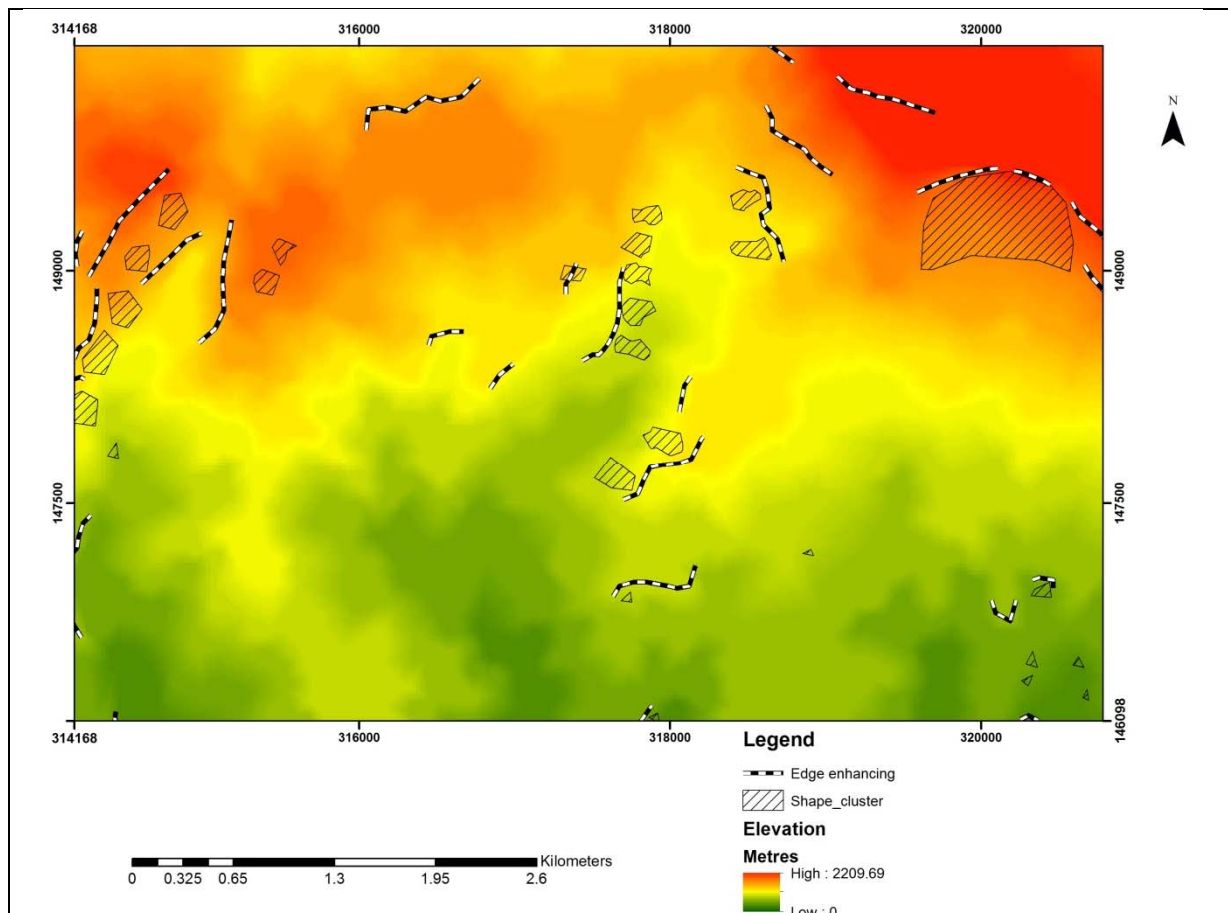 314168 316000 318000 320000
N
149000 149000
147500 147500
146098
314168 316000 318000 320000
Legend
Edge enhancing
Shape_cluster
Elevation
Metres
High : 2209.69
Low : 0
Kilometers
0 0.325 0.65 1.3 1.95 2.6